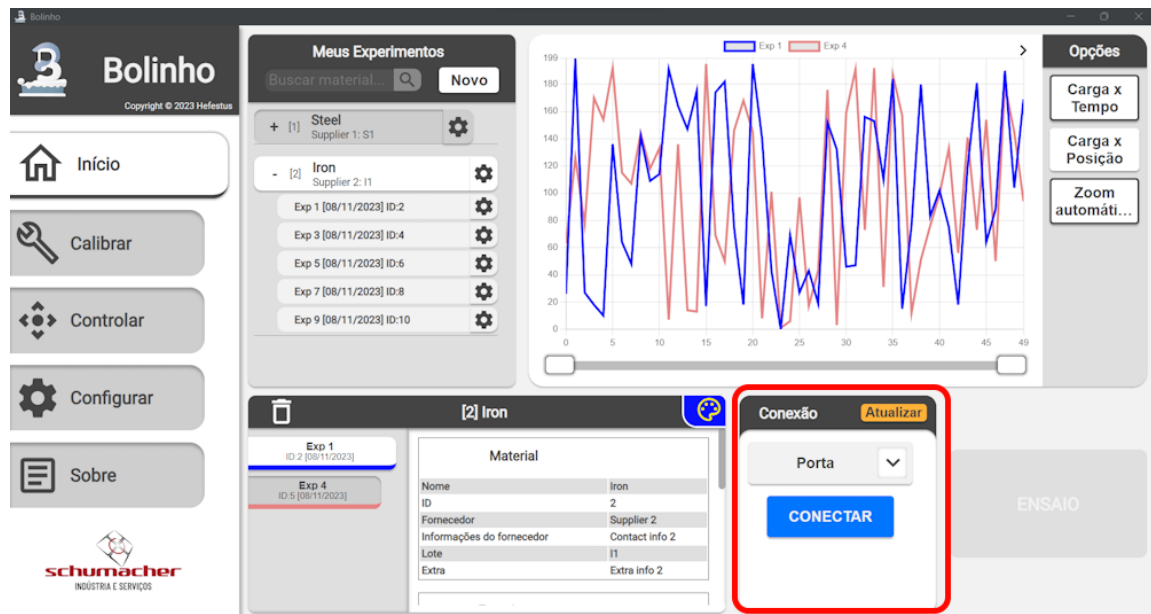 Bolinho
Bolinho
Copyright © 2023 Hefestus
Início
Calibrar
Controlar
Configurar
Sobre
schumacher
INDÚSTRIA E SERVIÇOS
Meus Experimentos
Buscar material...
Novo
+ [1] Steel
Supplier 1: S1
- [2] Iron
Supplier 2: I1
Exp 1 [08/11/2023] ID:2
Exp 3 [08/11/2023] ID:4
Exp 5 [08/11/2023] ID:6
Exp 7 [08/11/2023] ID:8
Exp 9 [08/11/2023] ID:10
Exp 1 Exp 4
199
180
160
140
120
100
80
60
40
20
0
0 5 10 15 20 25 30 35 40 45 49
Opções
Carga x
Tempo
Carga x
Posição
Zoom
automáti...
[2] Iron
Exp 1
ID:2 [08/11/2023]
Exp 4
ID:5 [08/11/2023]
Material
Nome Iron
ID 2
Fornecedor Supplier 2
Informações do fornecedor Contact info 2
Lote I1
Extra Extra info 2
Conexão Atualizar
Porta
CONECTAR
ENSAIO